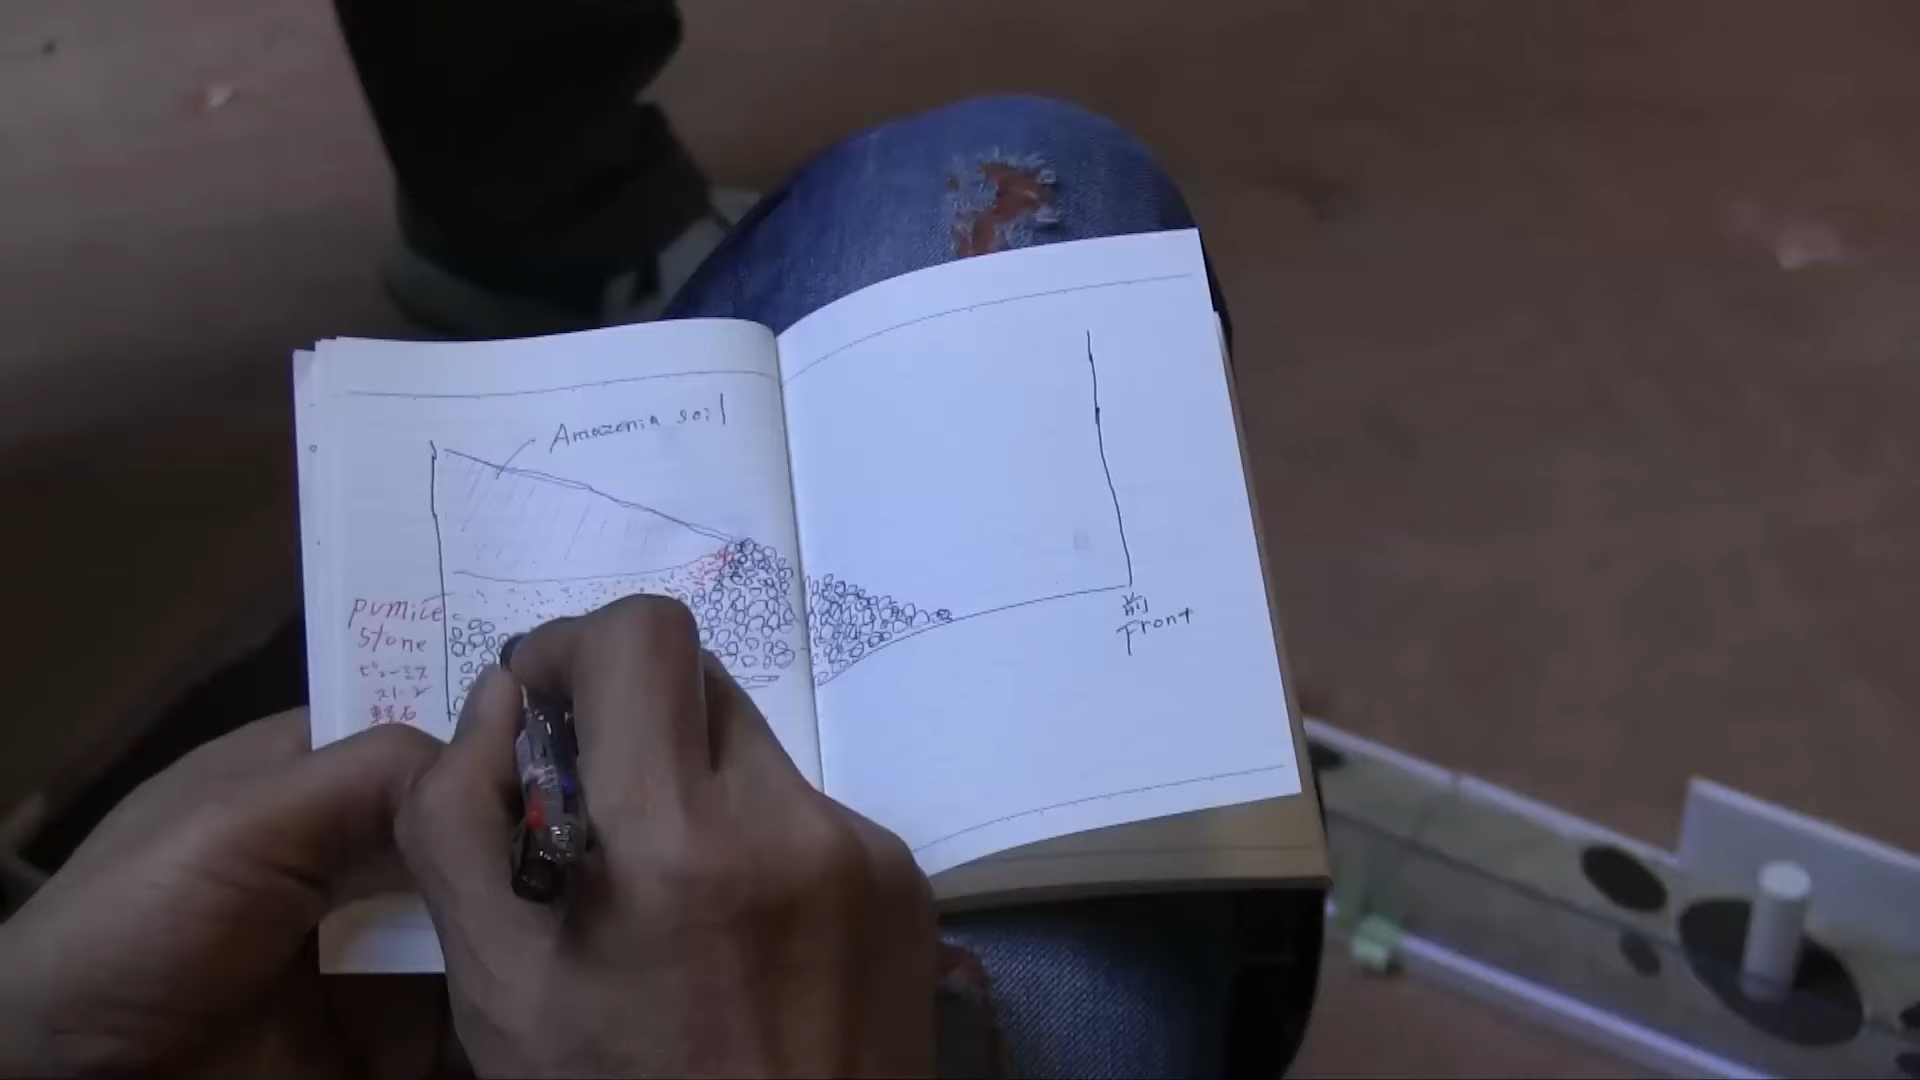 Amazonia soil
pumice
stone
ピューミス
ストーン
軽石
前
Front